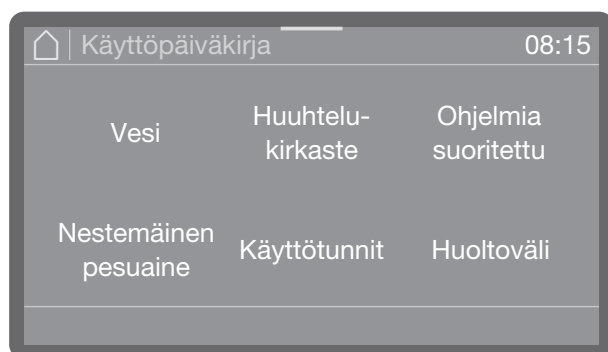 Käyttöpäiväkirja 08:15
Vesi
Huuhtelu-
kirkaste
Ohjelmia
suoritettu
Nestemäinen
pesuaine
Käyttötunnit
Huoltoväli